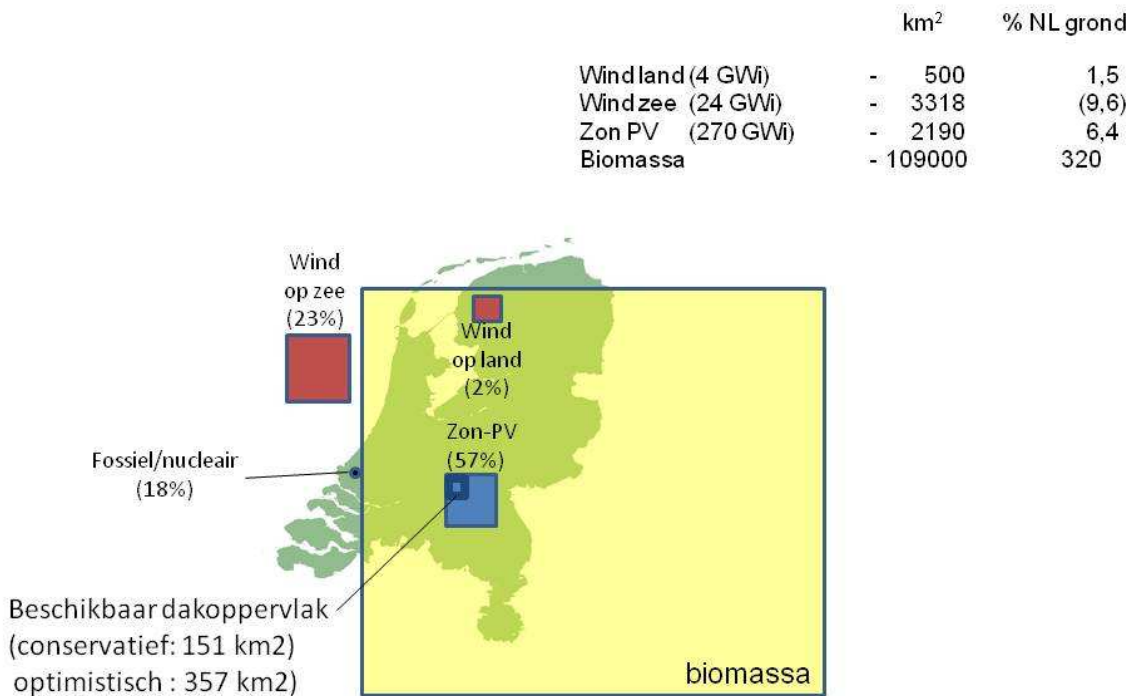 km² % NL grond
Wind land (4 GWi) - 500 1,5
Wind zee (24 GWi) - 3318 (9,6)
Zon PV (270 GWi) - 2190 6,4
Biomassa - 109000 320
Wind
op zee
(23%)
Wind
op land
(2%)
Zon-PV
(57%)
Fossiel/nucleair
(18%)
Beschikbaar dakoppervlak
(conservatief: 151 km2)
optimistisch : 357 km2)
biomassa